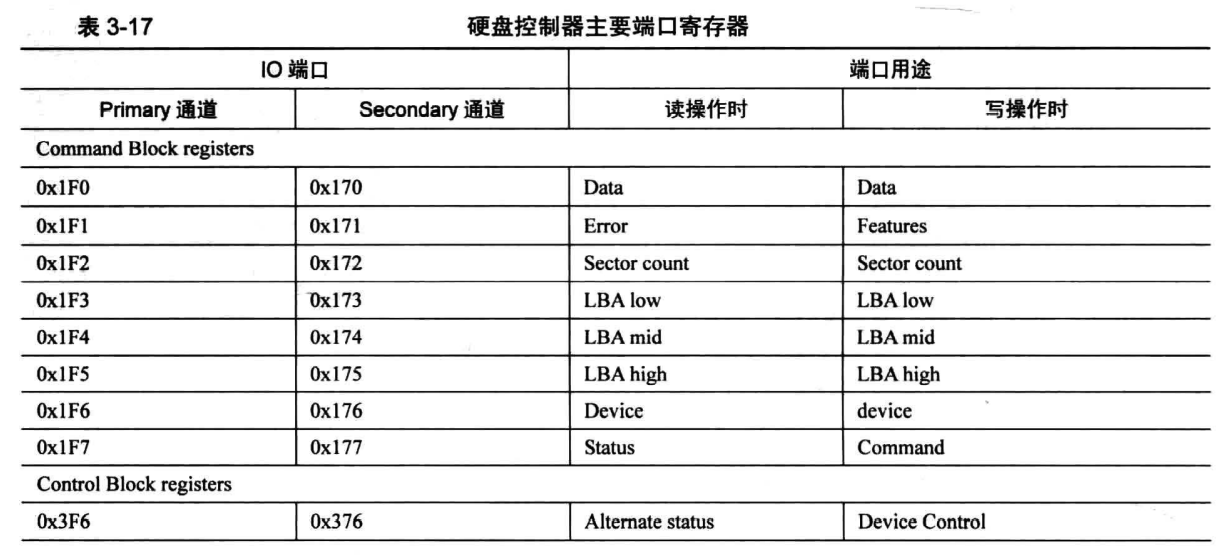 表 3-17 硬盘控制器主要端口寄存器
IO 端口 端口用途
Primary 通道 Secondary 通道 读操作时 写操作时
Command Block registers
0x1F0 0x170 Data Data
0x1F1 0x171 Error Features
0x1F2 0x172 Sector count Sector count
0x1F3 0x173 LBA low LBA low
0x1F4 0x174 LBA mid LBA mid
0x1F5 0x175 LBA high LBA high
0x1F6 0x176 Device device
0x1F7 0x177 Status Command
Control Block registers
0x3F6 0x376 Alternate status Device Control